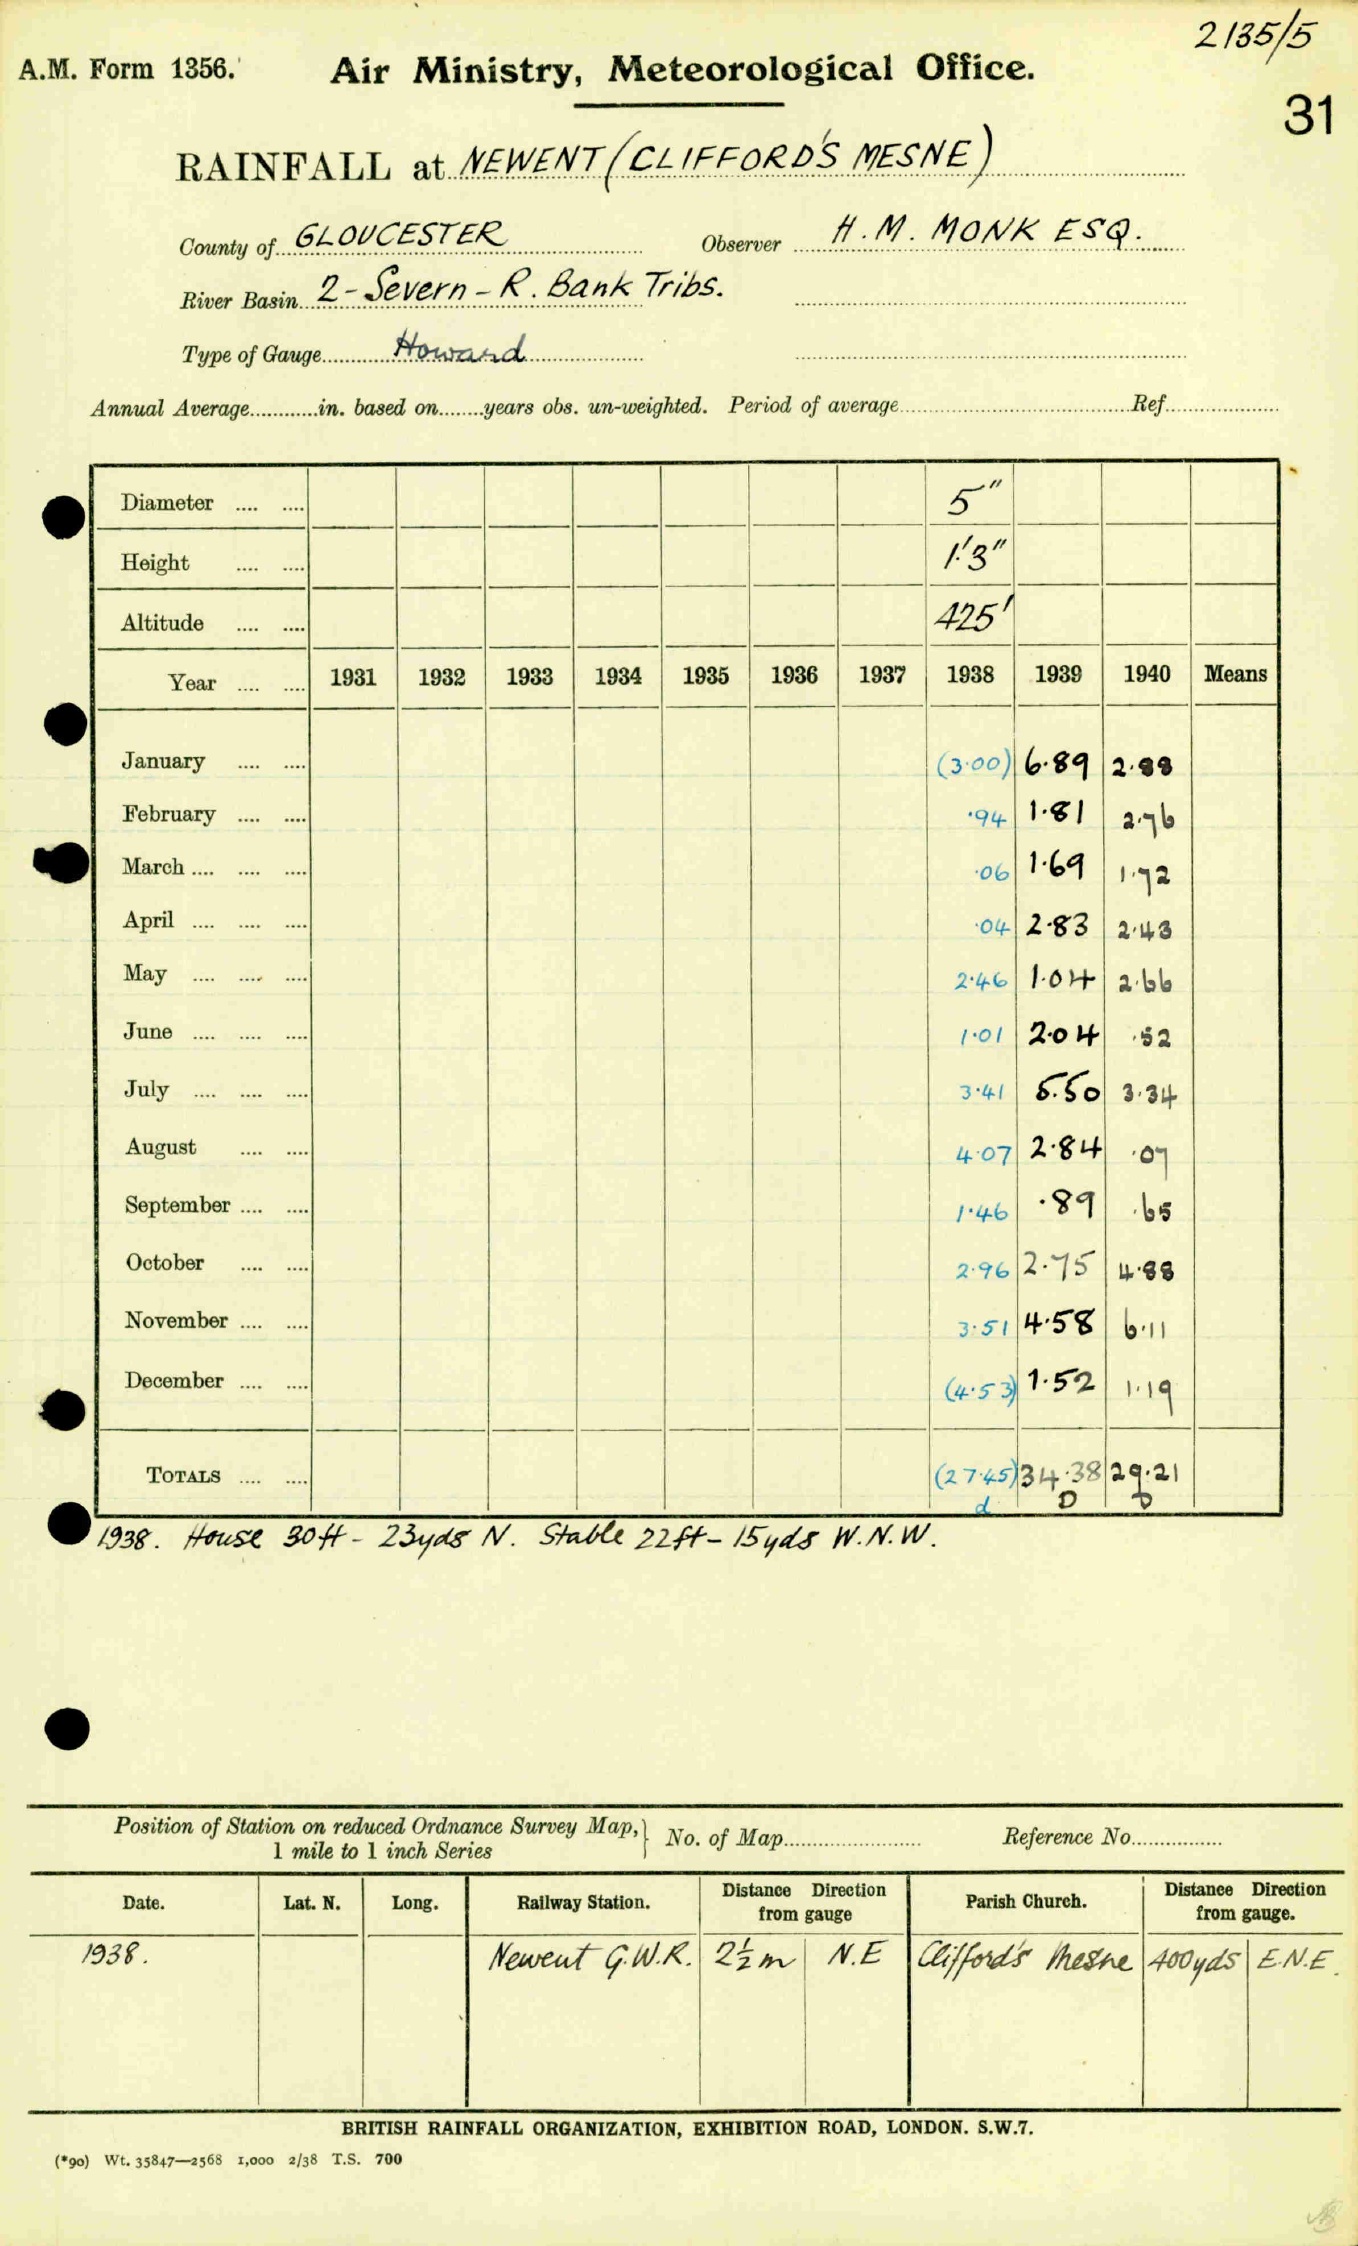 2135/5
A.M. Form 1356. Air Ministry, Meteorological Office.
31
RAINFALL at NEWENT (CLIFFORD'S MESNE)
County of GLOUCESTER Observer H. M. MONK ESQ.
River Basin 2 - Severn - R. Bank Tribs.
Type of Gauge Howard
Annual Average............in. based on........years obs. un-weighted. Period of average............ Ref............
Diameter .... .... 5"
Height .... .... 1'3"
Altitude .... .... 425'
Year .... .... 1931 1932 1933 1934 1935 1936 1937 1938 1939 1940 Means
January .... .... (3·00) 6·89 2·88
February .... .... ·94 1·81 2·76
March .... .... .... ·06 1·69 1·72
April .... .... .... ·04 2·83 2·43
May .... .... .... 2·46 1·04 2·66
June .... .... .... 1·01 2·04 ·52
July .... .... .... 3·41 5·50 3·34
August .... .... 4·07 2·84 ·07
September .... .... 1·46 ·89 ·65
October .... .... 2·96 2·75 4·88
November .... .... 3·51 4·58 6·11
December .... .... (4·53) 1·52 1·19
TOTALS .... .... (27·45) 34·38 29·21
d D D
1938. House 30ft - 23yds N. Stable 22ft - 15yds W.N.W.
Position of Station on reduced Ordnance Survey Map,} No. of Map............ Reference No............
1 mile to 1 inch Series
Date. Lat. N. Long. Railway Station. Distance Direction from gauge Parish Church. Distance Direction from gauge.
1938. Newent G.W.R. 2½ m N.E Clifford's Mesne 400yds E.N.E.
BRITISH RAINFALL ORGANIZATION, EXHIBITION ROAD, LONDON. S.W.7.
(*90) Wt. 35847—2568 1,000 2/38 T.S. 700